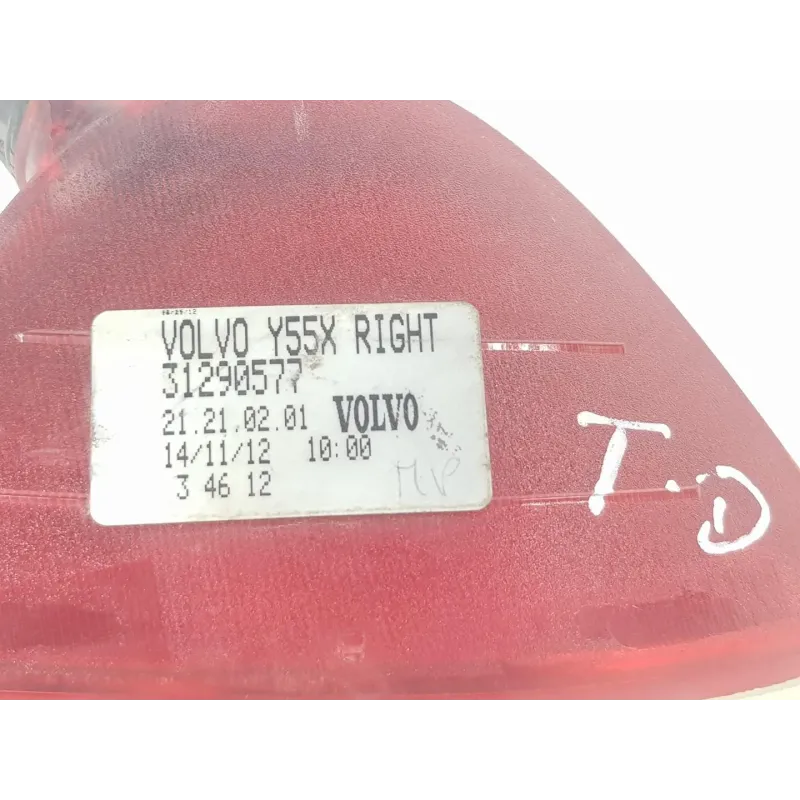 VOLVO Y55X RIGHT
31290577
21.21.02.01 VOLVO
14/11/12 10:00
3 46 12
T.D